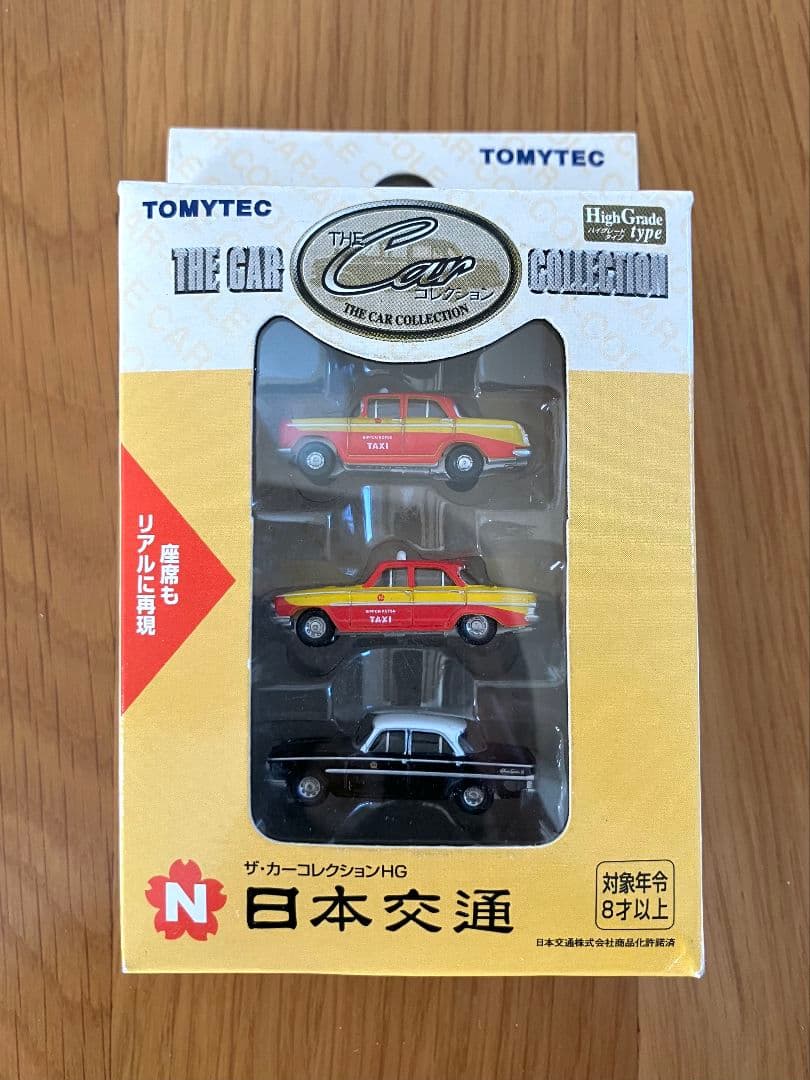 TOMYTEC
TOMYTEC
High Grade
ハイグレード
タイプ
type
THE CAR
THE
Car
コレクション
THE CAR COLLECTION
COLLECTION
TAXI
TAXI
座席も
リアルに再現
ザ・カーコレクションHG
N
日本交通
対象年令
8才以上
日本交通株式会社商品化許諾済